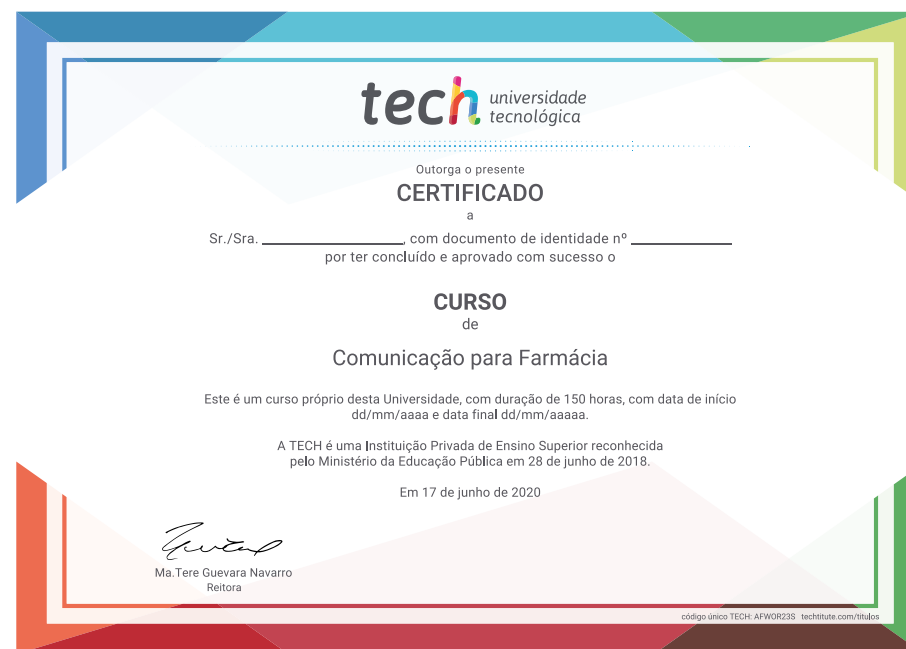 tech universidade
tecnológica
Outorga o presente
CERTIFICADO
a
Sr./Sra. ____________________, com documento de identidade nº ______________
por ter concluído e aprovado com sucesso o
CURSO
de
Comunicação para Farmácia
Este é um curso próprio desta Universidade, com duração de 150 horas, com data de início
dd/mm/aaaa e data final dd/mm/aaaaa.
A TECH é uma Instituição Privada de Ensino Superior reconhecida
pelo Ministério da Educação Pública em 28 de junho de 2018.
Em 17 de junho de 2020
Ma.Tere Guevara Navarro
Reitora
código único TECH: AFWOR23S techtitute.com/titulos